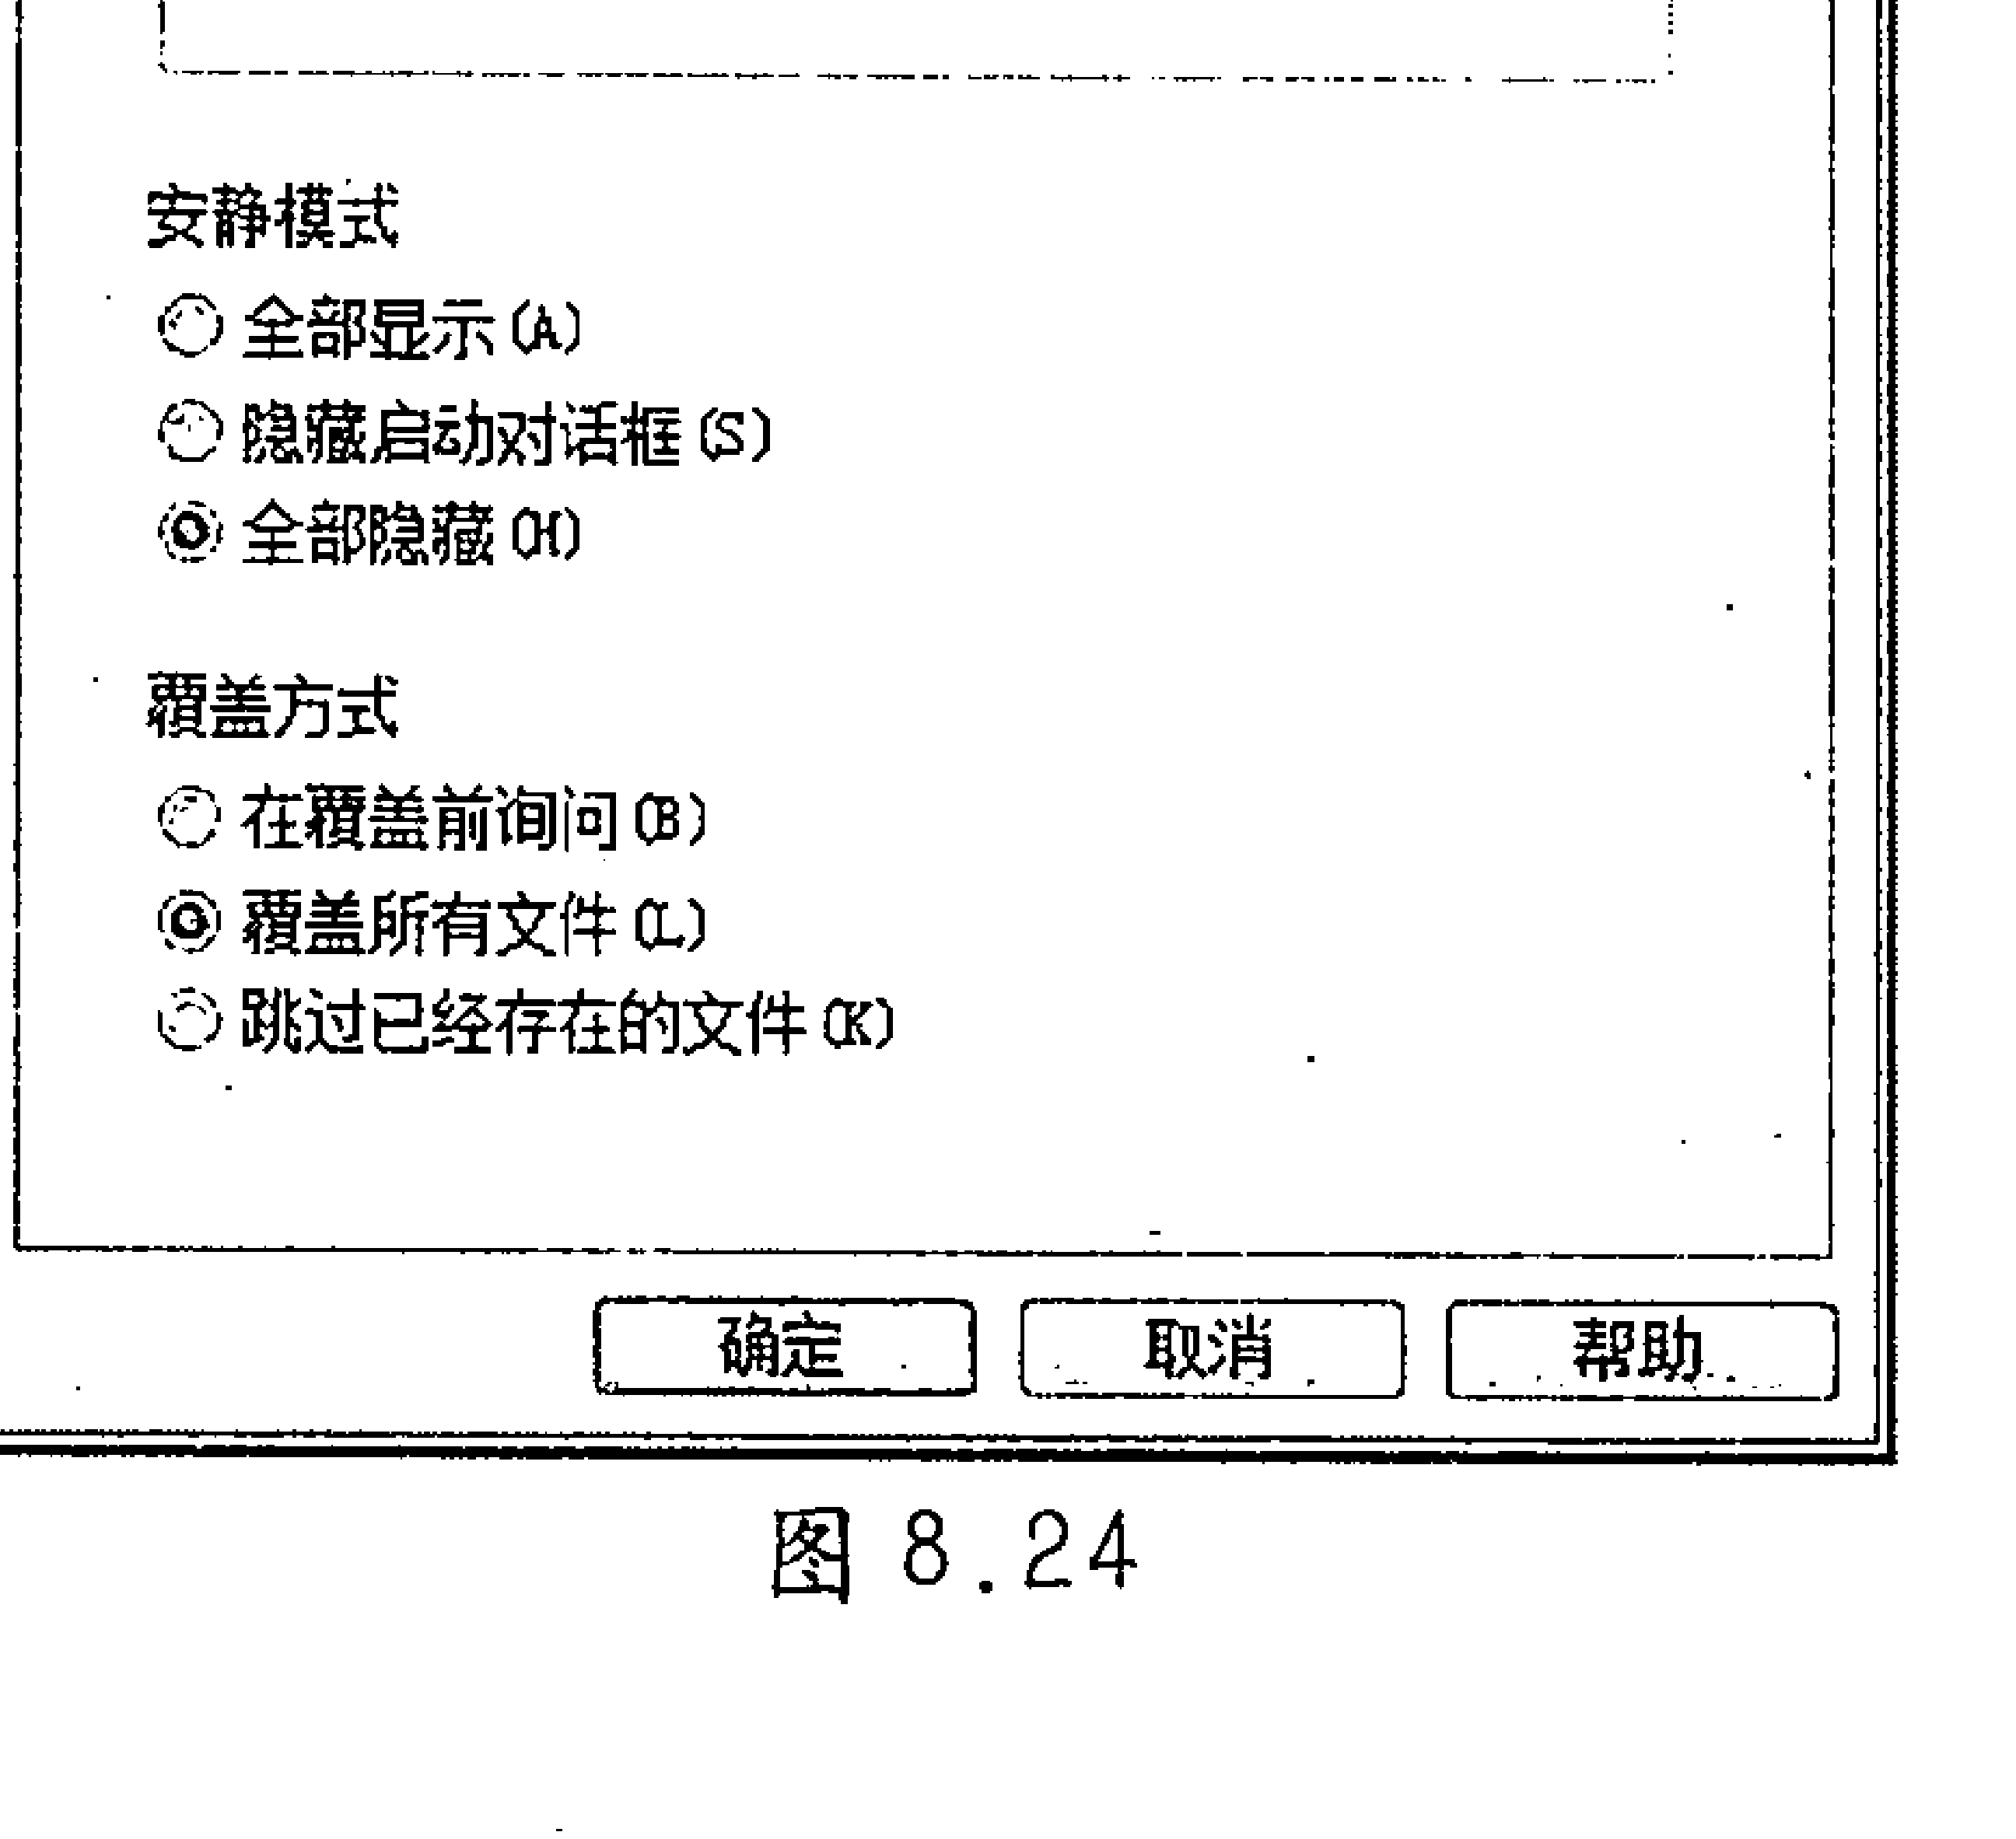 安静模式
全部显示(A)
隐藏启动对话框(S)
全部隐藏(H)
覆盖方式
在覆盖前询问(B)
覆盖所有文件(L)
跳过已经存在的文件(K)
确定 取消 帮助
图 8.24